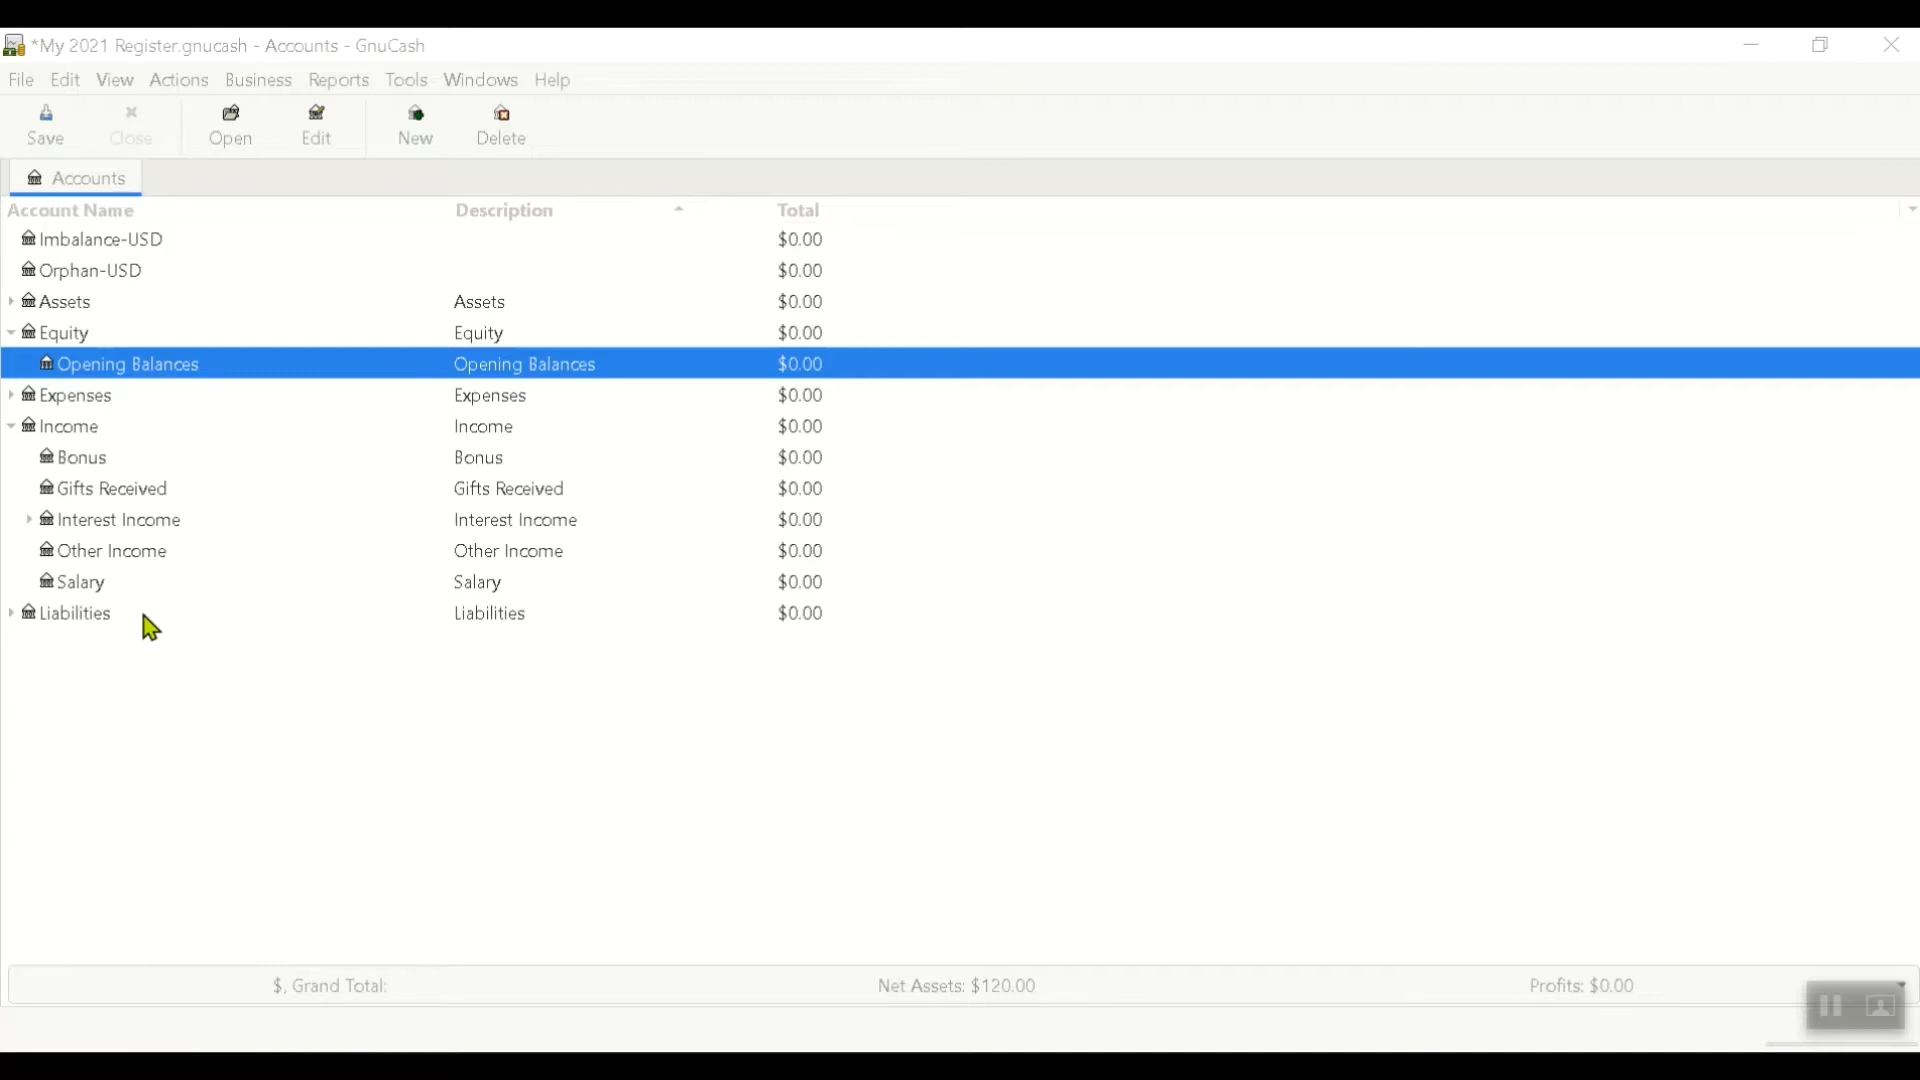 *My 2021 Register.gnucash - Accounts - GnuCash
File Edit View Actions Business Reports Tools Windows Help
Save Close Open Edit New Delete
Accounts
Account Name Description Total
Imbalance-USD $0.00
Orphan-USD $0.00
Assets Assets $0.00
Equity Equity $0.00
Opening Balances Opening Balances $0.00
Expenses Expenses $0.00
Income Income $0.00
Bonus Bonus $0.00
Gifts Received Gifts Received $0.00
Interest Income Interest Income $0.00
Other Income Other Income $0.00
Salary Salary $0.00
Liabilities Liabilities $0.00
$, Grand Total: Net Assets: $120.00 Profits: $0.00